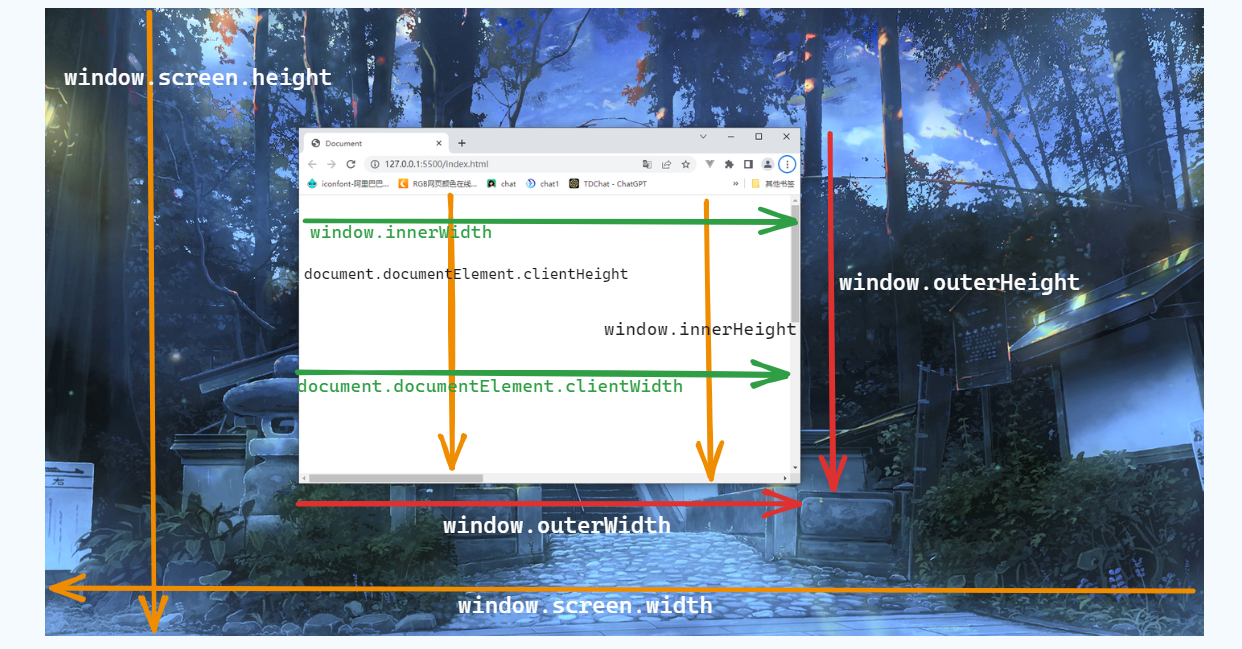 window.screen.height
Document
127.0.0.1:5500/index.html
iconfont-阿里巴巴... RGB网页颜色在线... chat chat1 TDChat - ChatGPT » 其他书签
window.innerWidth
document.documentElement.clientHeight
window.outerHeight
window.innerHeight
document.documentElement.clientWidth
window.outerWidth
window.screen.width